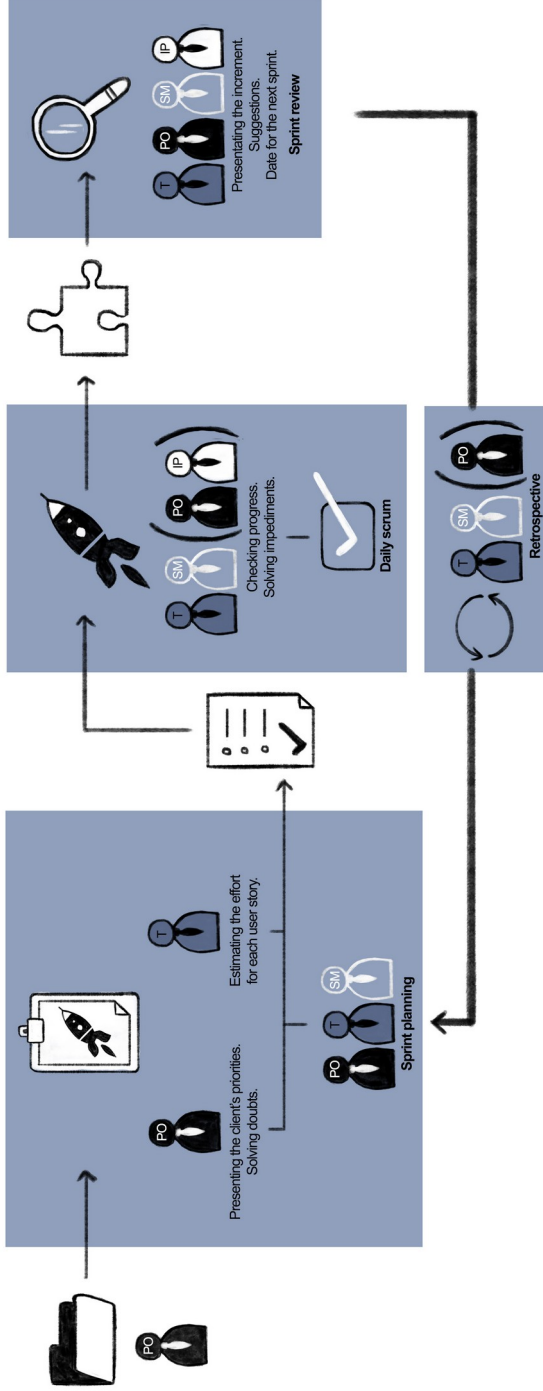 PO
PO
Presenting the client's priorities.
Solving doubts.
T
Estimating the effort
for each user story.
PO
T
SM
Sprint planning
T
SM
PO
IP
Checking progress.
Solving impediments.
Daily scrum
T
PO
SM
IP
Presentating the increment.
Suggestions.
Date for the next sprint.
Sprint review
T
SM
PO
Retrospective